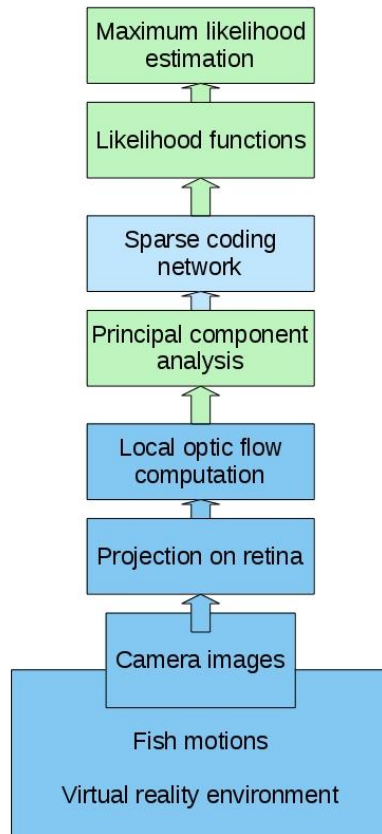 Maximum likelihood
estimation
Likelihood functions
Sparse coding
network
Principal component
analysis
Local optic flow
computation
Projection on retina
Camera images
Fish motions
Virtual reality environment